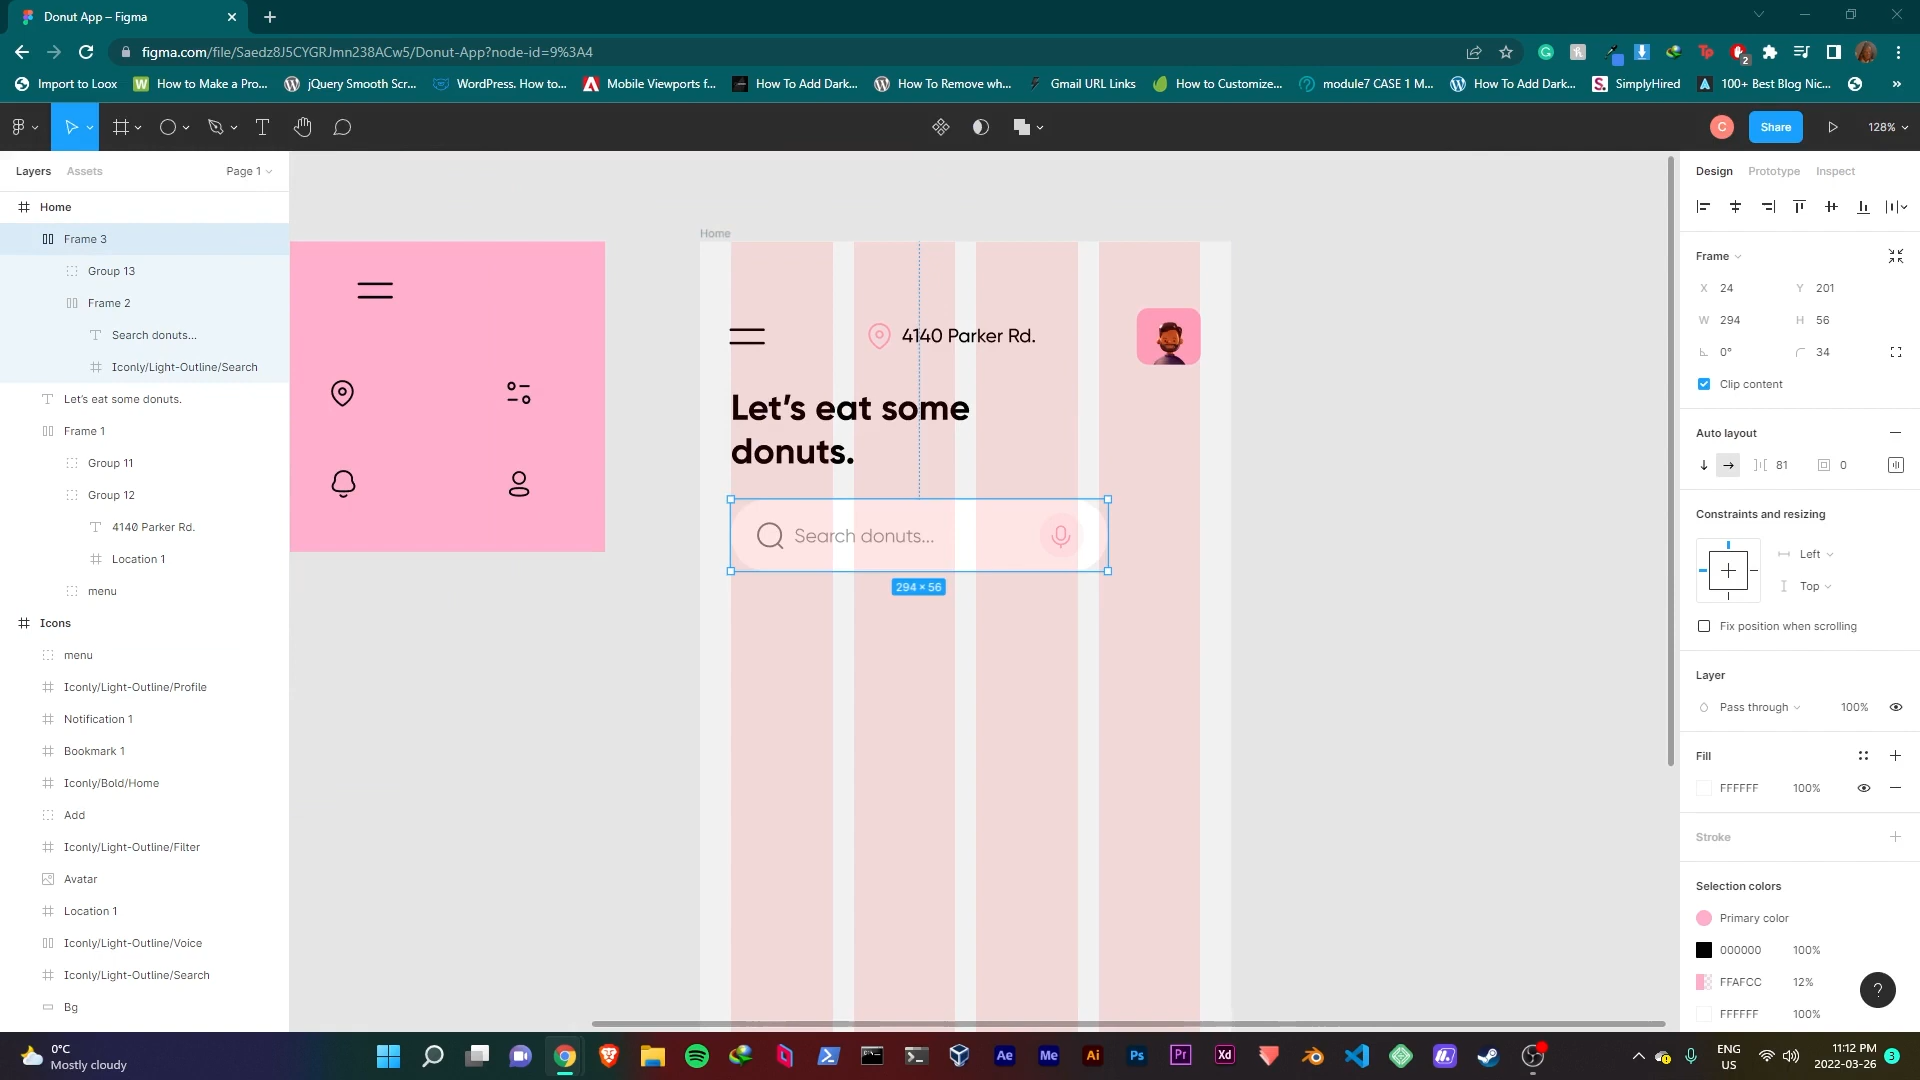 Donut App – Figma
figma.com/file/Saedz8J5CYGRJmn238ACw5/Donut-App?node-id=9%3A4
Import to Loox
How to Make a Pro...
jQuery Smooth Scr...
WordPress. How to...
Mobile Viewports f...
How To Add Dark...
How To Remove wh...
Gmail URL Links
How to Customize...
module7 CASE 1 M...
How To Add Dark...
SimplyHired
100+ Best Blog Nic...
C
Share
128%
Layers
Assets
Page 1
Home
Frame 3
Group 13
Frame 2
Search donuts...
Iconly/Light-Outline/Search
Let's eat some donuts.
Frame 1
Group 11
Group 12
4140 Parker Rd.
Location 1
menu
Icons
menu
Iconly/Light-Outline/Profile
Notification 1
Bookmark 1
Iconly/Bold/Home
Add
Iconly/Light-Outline/Filter
Avatar
Location 1
Iconly/Light-Outline/Voice
Iconly/Light-Outline/Search
Bg
Home
4140 Parker Rd.
Let's eat some
donuts.
Search donuts...
294 × 56
Design
Prototype
Inspect
Frame
X 24
Y 201
W 294
H 56
0°
34
Clip content
Auto layout
81
0
Constraints and resizing
Left
Top
Fix position when scrolling
Layer
Pass through
100%
Fill
FFFFFF
100%
Stroke
Selection colors
Primary color
000000
100%
FFAFCC
12%
FFFFFF
100%
?
0°C
Mostly cloudy
Ae
Me
Ai
Ps
Pr
Xd
ENG
US
11:12 PM
2022-03-26
3